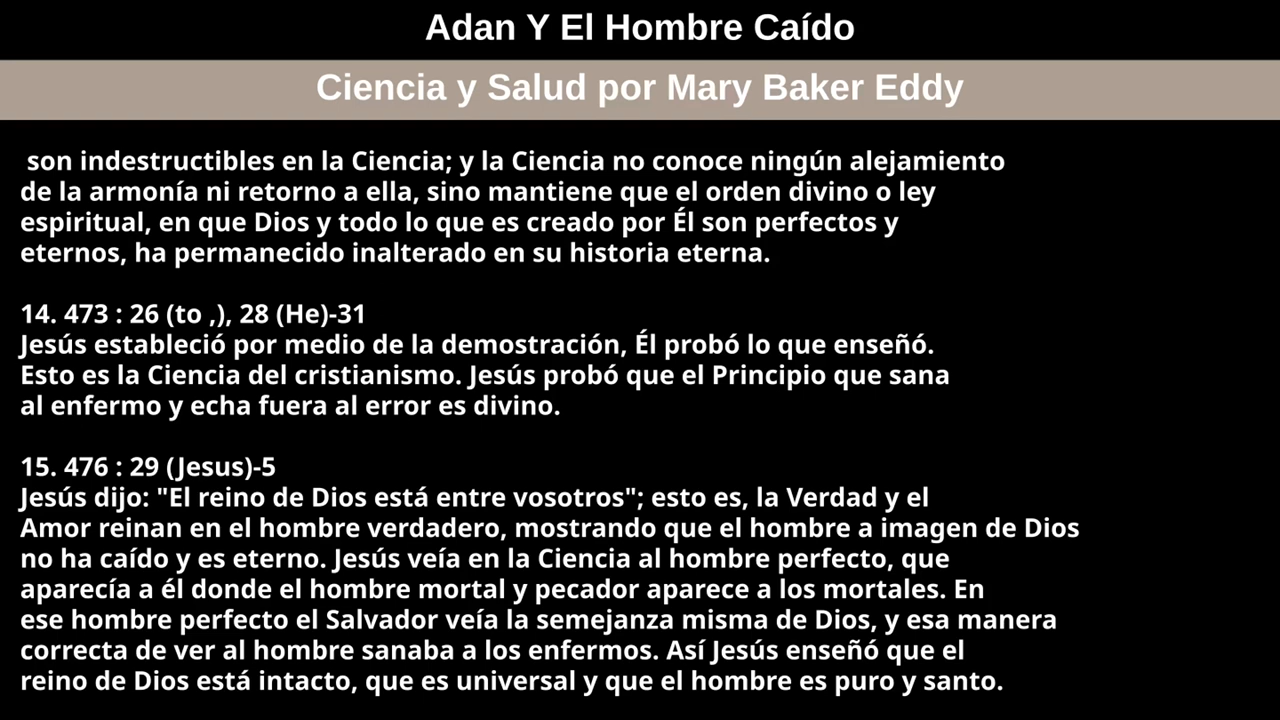 Adan Y El Hombre Caído
Ciencia y Salud por Mary Baker Eddy
son indestructibles en la Ciencia; y la Ciencia no conoce ningún alejamiento
de la armonía ni retorno a ella, sino mantiene que el orden divino o ley
espiritual, en que Dios y todo lo que es creado por Él son perfectos y
eternos, ha permanecido inalterado en su historia eterna.
14. 473 : 26 (to ,), 28 (He)-31
Jesús estableció por medio de la demostración, Él probó lo que enseñó.
Esto es la Ciencia del cristianismo. Jesús probó que el Principio que sana
al enfermo y echa fuera al error es divino.
15. 476 : 29 (Jesus)-5
Jesús dijo: "El reino de Dios está entre vosotros"; esto es, la Verdad y el
Amor reinan en el hombre verdadero, mostrando que el hombre a imagen de Dios
no ha caído y es eterno. Jesús veía en la Ciencia al hombre perfecto, que
aparecía a él donde el hombre mortal y pecador aparece a los mortales. En
ese hombre perfecto el Salvador veía la semejanza misma de Dios, y esa manera
correcta de ver al hombre sanaba a los enfermos. Así Jesús enseñó que el
reino de Dios está intacto, que es universal y que el hombre es puro y santo.